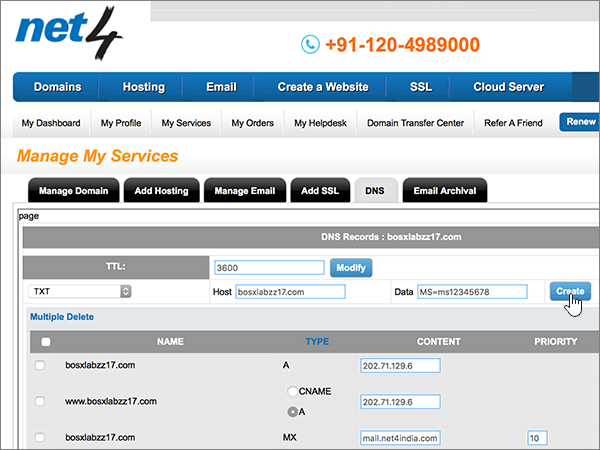 net4
+91-120-4989000
Domains Hosting Email Create a Website SSL Cloud Server
My Dashboard My Profile My Services My Orders My Helpdesk Domain Transfer Center Refer A Friend Renew
Manage My Services
Manage Domain Add Hosting Manage Email Add SSL DNS Email Archival
page
DNS Records : bosxlabzz17.com
TTL: 3600 Modify
TXT Host bosxlabzz17.com Data MS=ms12345678 Create
Multiple Delete
NAME TYPE CONTENT PRIORITY
bosxlabzz17.com A 202.71.129.6
CNAME
www.bosxlabzz17.com 202.71.129.6
A
bosxlabzz17.com MX mail.net4india.com 10